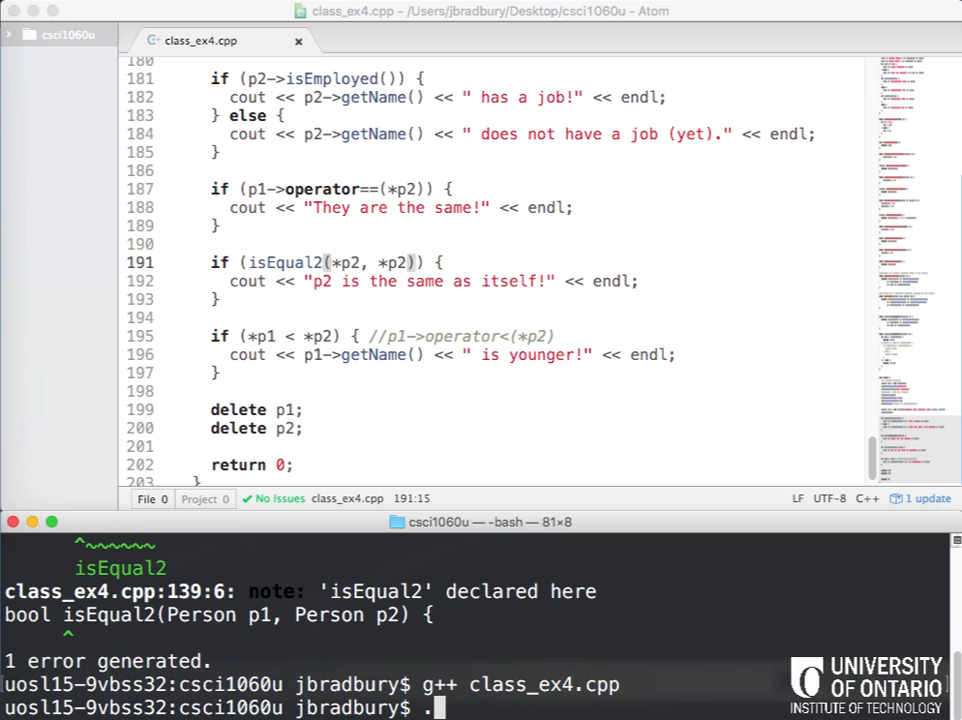 class_ex4.cpp - /Users/jbradbury/Desktop/csci1060u - Atom
csci1060u
class_ex4.cpp
180
181 if (p2->isEmployed()) {
182 cout << p2->getName() << " has a job!" << endl;
183 } else {
184 cout << p2->getName() << " does not have a job (yet)." << endl;
185 }
186
187 if (p1->operator==(*p2)) {
188 cout << "They are the same!" << endl;
189 }
190
191 if (isEqual2(*p2, *p2)) {
192 cout << "p2 is the same as itself!" << endl;
193 }
194
195 if (*p1 < *p2) { //p1->operator<(*p2)
196 cout << p1->getName() << " is younger!" << endl;
197 }
198
199 delete p1;
200 delete p2;
201
202 return 0;
203 }
File 0 Project 0 No Issues class_ex4.cpp 191:15 LF UTF-8 C++ 1 update
csci1060u — -bash — 81×8
^~~~~~~~
isEqual2
class_ex4.cpp:139:6: note: 'isEqual2' declared here
bool isEqual2(Person p1, Person p2) {
^
1 error generated.
uosl15-9vbss32:csci1060u jbradbury$ g++ class_ex4.cpp
uosl15-9vbss32:csci1060u jbradbury$ .
UNIVERSITY
OF ONTARIO
INSTITUTE OF TECHNOLOGY